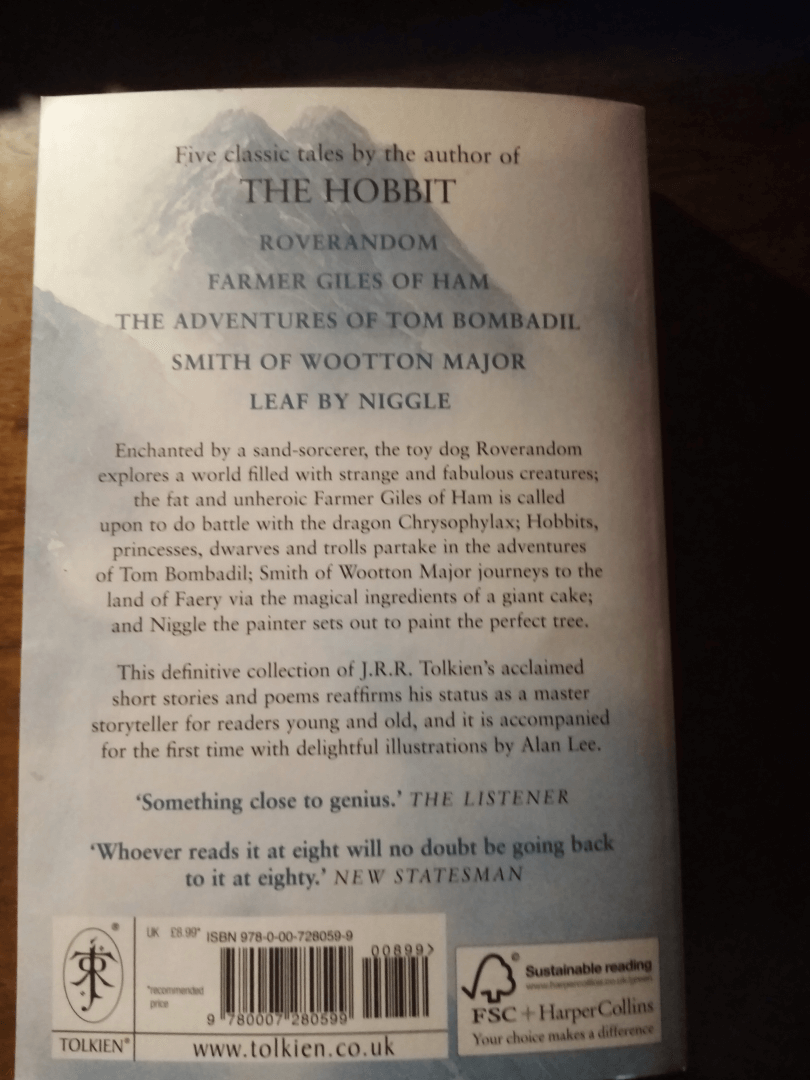 Five classic tales by the author of
THE HOBBIT
ROVERANDOM
FARMER GILES OF HAM
THE ADVENTURES OF TOM BOMBADIL
SMITH OF WOOTTON MAJOR
LEAF BY NIGGLE
Enchanted by a sand-sorcerer, the toy dog Roverandom
explores a world filled with strange and fabulous creatures;
the fat and unheroic Farmer Giles of Ham is called
upon to do battle with the dragon Chrysophylax; Hobbits,
princesses, dwarves and trolls partake in the adventures
of Tom Bombadil; Smith of Wootton Major journeys to the
land of Faery via the magical ingredients of a giant cake;
and Niggle the painter sets out to paint the perfect tree.
This definitive collection of J.R.R. Tolkien's acclaimed
short stories and poems reaffirms his status as a master
storyteller for readers young and old, and it is accompanied
for the first time with delightful illustrations by Alan Lee.
'Something close to genius.' THE LISTENER
'Whoever reads it at eight will no doubt be going back
to it at eighty.' NEW STATESMAN
®
UK £8.99*
ISBN 978-0-00-728059-9
00899>
*recommended
price
9 780007 280599
TOLKIEN®
www.tolkien.co.uk
©
Sustainable reading
www.harpercollins.co.uk/green
FSC + HarperCollins
Your choice makes a difference